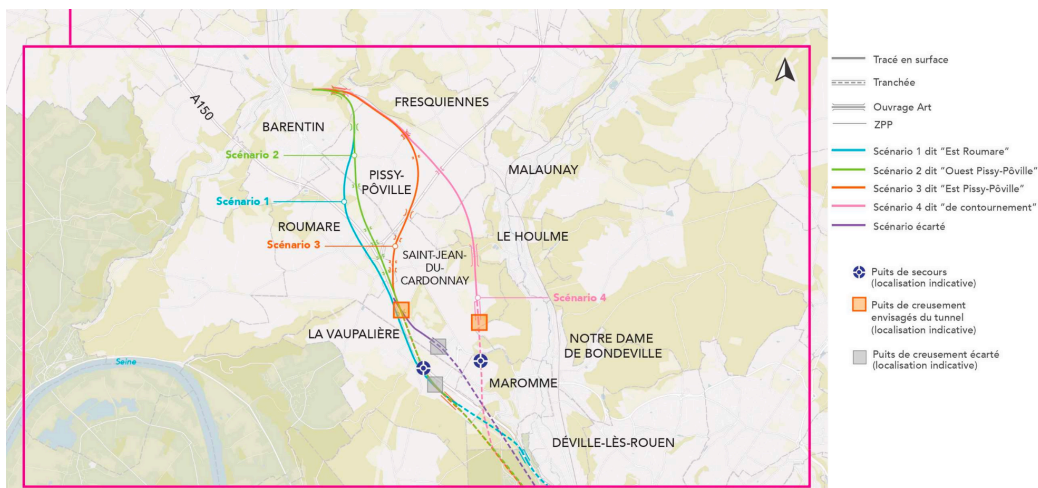 FRESQUIENNES
A150
BARENTIN
Scénario 2
MALAUNAY
PISSY-
PÔVILLE
Scénario 1
ROUMARE
LE HOULME
Scénario 3
SAINT-JEAN-
DU-
CARDONNAY
Scénario 4
LA VAUPALIÈRE
NOTRE DAME
DE BONDEVILLE
Seine
MAROMME
DÉVILLE-LÈS-ROUEN
Tracé en surface
Tranchée
Ouvrage Art
ZPP
Scénario 1 dit "Est Roumare"
Scénario 2 dit "Ouest Pissy-Pôville"
Scénario 3 dit "Est Pissy-Pôville"
Scénario 4 dit "de contournement"
Scénario écarté
Puits de secours
(localisation indicative)
Puits de creusement
envisagés du tunnel
(localisation indicative)
Puits de creusement écarté
(localisation indicative)